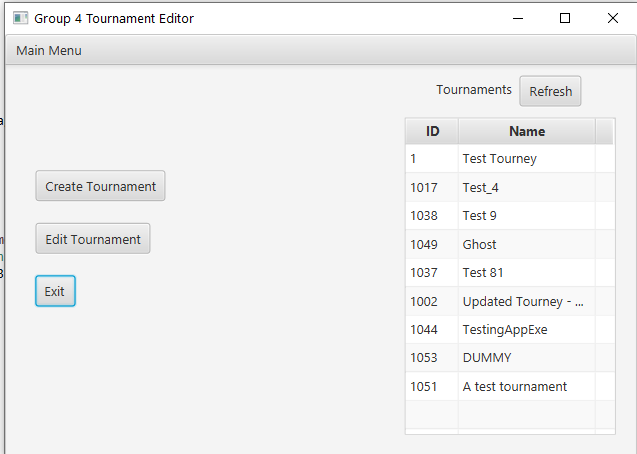 Group 4 Tournament Editor
Main Menu
Tournaments Refresh
ID Name
1 Test Tourney
1017 Test_4
1038 Test 9
1049 Ghost
1037 Test 81
1002 Updated Tourney - ...
1044 TestingAppExe
1053 DUMMY
1051 A test tournament
Create Tournament
Edit Tournament
Exit